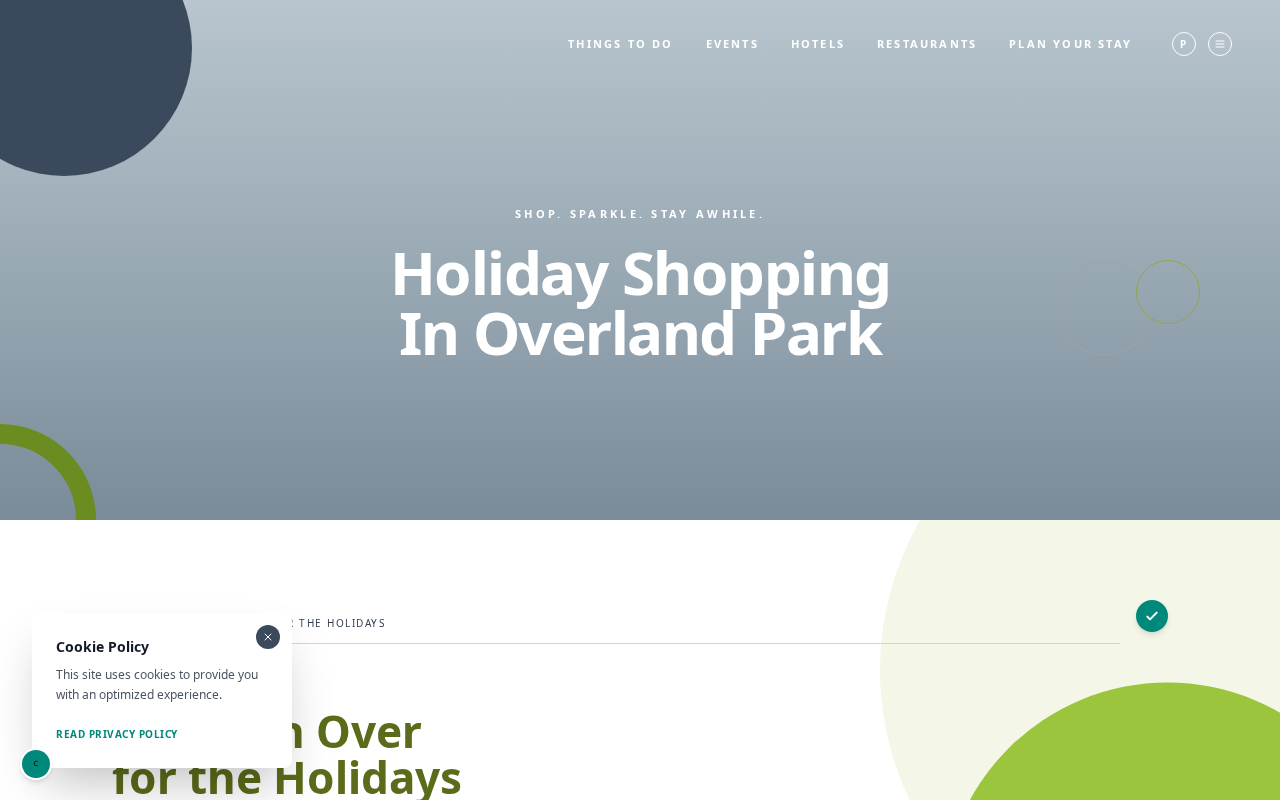 THINGS TO DO EVENTS HOTELS RESTAURANTS PLAN YOUR STAY P
SHOP. SPARKLE. STAY AWHILE.
Holiday Shopping
In Overland Park
THE HOLIDAYS
Cookie Policy
This site uses cookies to provide you
with an optimized experience.
READ PRIVACY POLICY
Over
for the Holidays
C